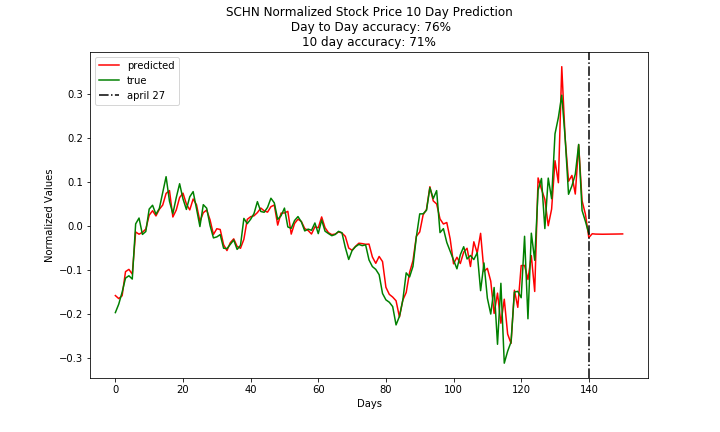 SCHN Normalized Stock Price 10 Day Prediction
Day to Day accuracy: 76%
10 day accuracy: 71%
predicted
true
april 27
Normalized Values
0.3
0.2
0.1
0.0
−0.1
−0.2
−0.3
0 20 40 60 80 100 120 140
Days